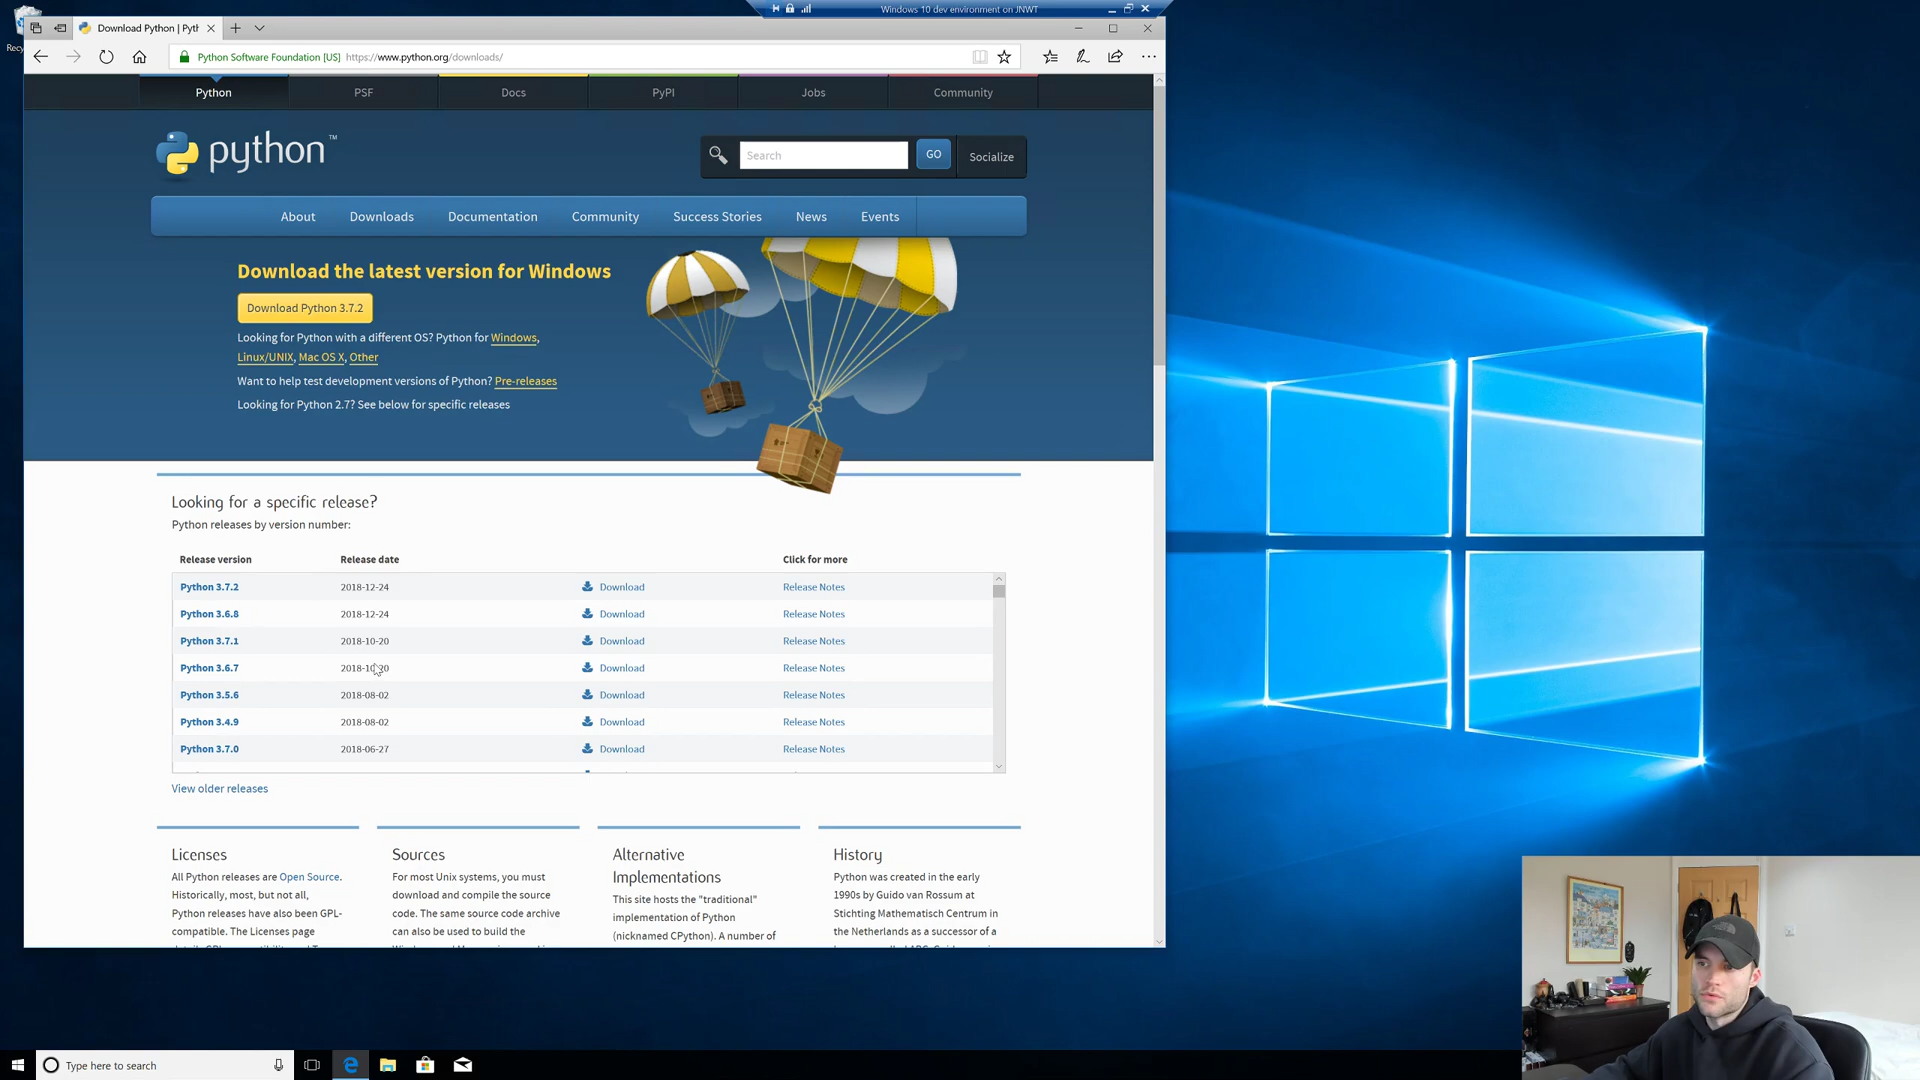 Windows 10 dev environment on JNWT
Download Python | Pyth
Python Software Foundation [US] https://www.python.org/downloads/
Python
PSF
Docs
PyPI
Jobs
Community
python™
Search
GO
Socialize
About
Downloads
Documentation
Community
Success Stories
News
Events
Download the latest version for Windows
Download Python 3.7.2
Looking for Python with a different OS? Python for Windows,
Linux/UNIX, Mac OS X, Other
Want to help test development versions of Python? Pre-releases
Looking for Python 2.7? See below for specific releases
Looking for a specific release?
Python releases by version number:
Release version Release date Click for more
Python 3.7.2 2018-12-24 Download Release Notes
Python 3.6.8 2018-12-24 Download Release Notes
Python 3.7.1 2018-10-20 Download Release Notes
Python 3.6.7 2018-10-20 Download Release Notes
Python 3.5.6 2018-08-02 Download Release Notes
Python 3.4.9 2018-08-02 Download Release Notes
Python 3.7.0 2018-06-27 Download Release Notes
View older releases
Licenses
All Python releases are Open Source.
Historically, most, but not all,
Python releases have also been GPL-
compatible. The Licenses page
Sources
For most Unix systems, you must
download and compile the source
code. The same source code archive
can also be used to build the
Alternative
Implementations
This site hosts the "traditional"
implementation of Python
(nicknamed CPython). A number of
History
Python was created in the early
1990s by Guido van Rossum at
Stichting Mathematisch Centrum in
the Netherlands as a successor of a
Type here to search